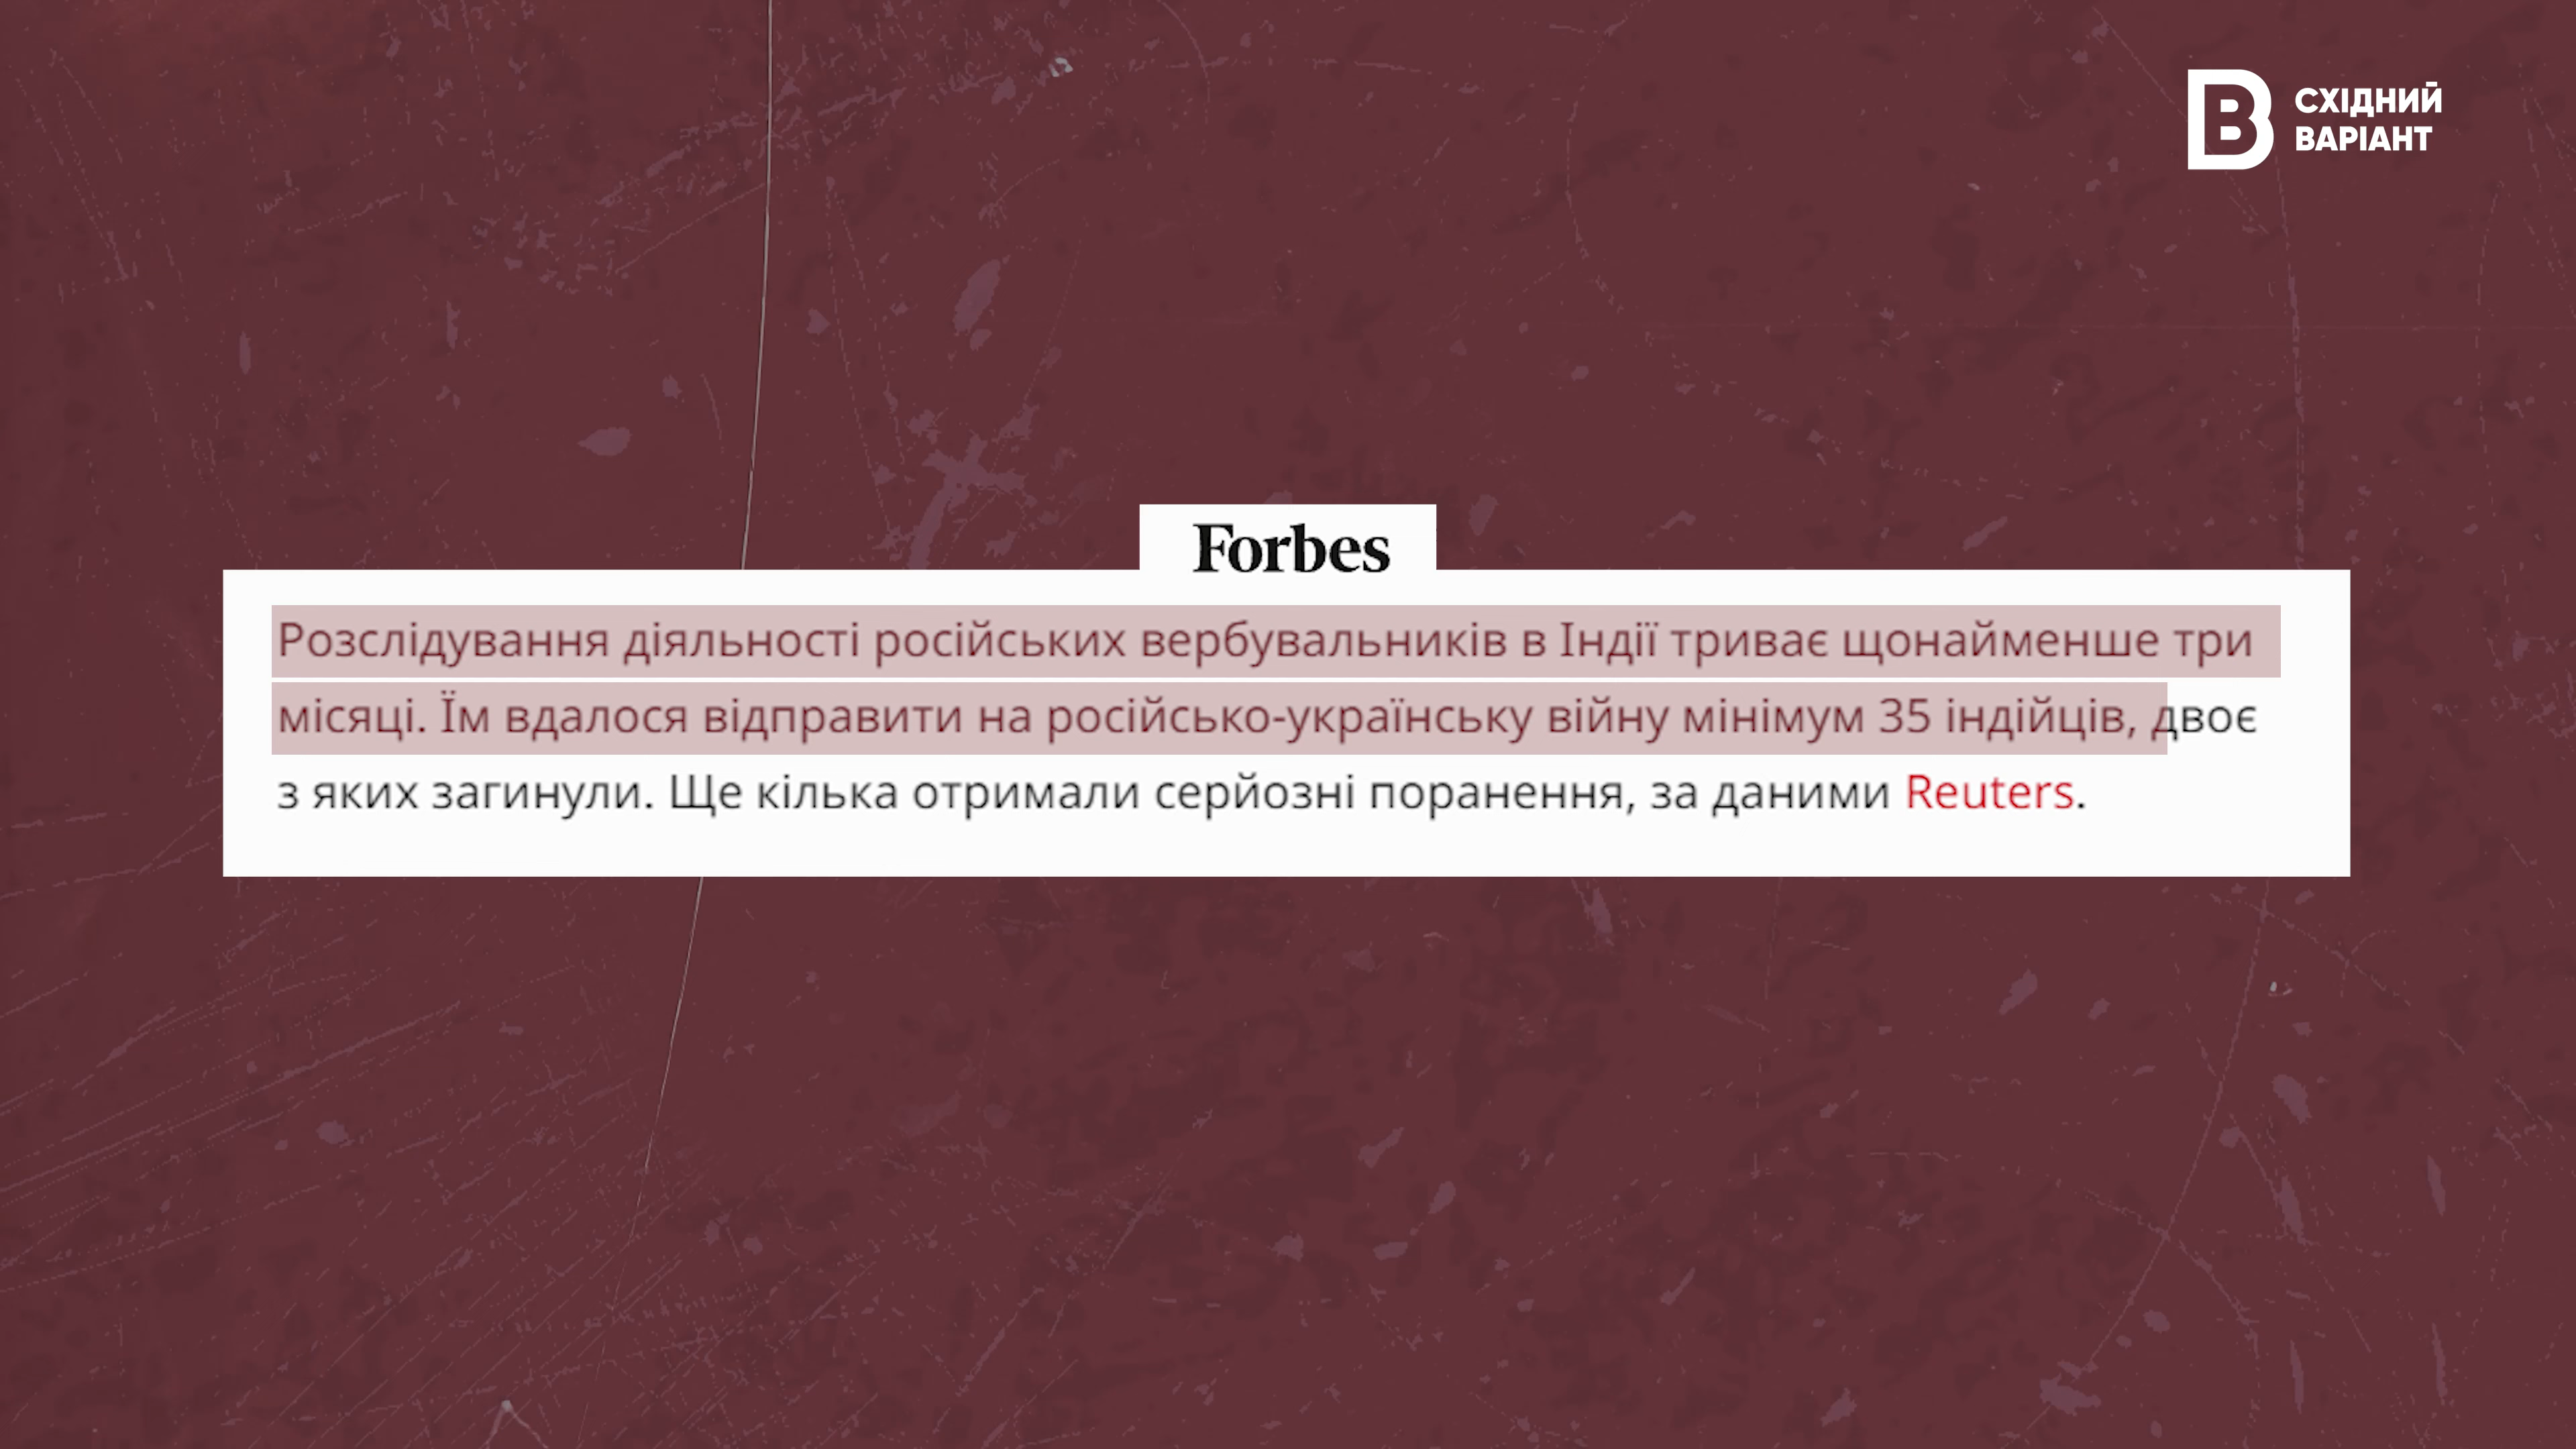 СХІДНИЙ
ВАРІАНТ
Forbes
Розслідування діяльності російських вербувальників в Індії триває щонайменше три
місяці. Їм вдалося відправити на російсько-українську війну мінімум 35 індійців, двоє
з яких загинули. Ще кілька отримали серйозні поранення, за даними Reuters.